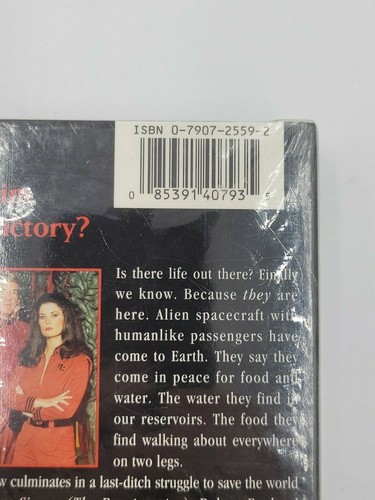 ISBN 0-7907-2559-2
0 85391 40793 5
ictory?
Is there life out there? Finally
we know. Because they are
here. Alien spacecraft with
humanlike passengers have
come to Earth. They say they
come in peace for food and
water. The water they find in
our reservoirs. The food they
find walking about everywhere
on two legs.
w culminates in a last-ditch struggle to save the world